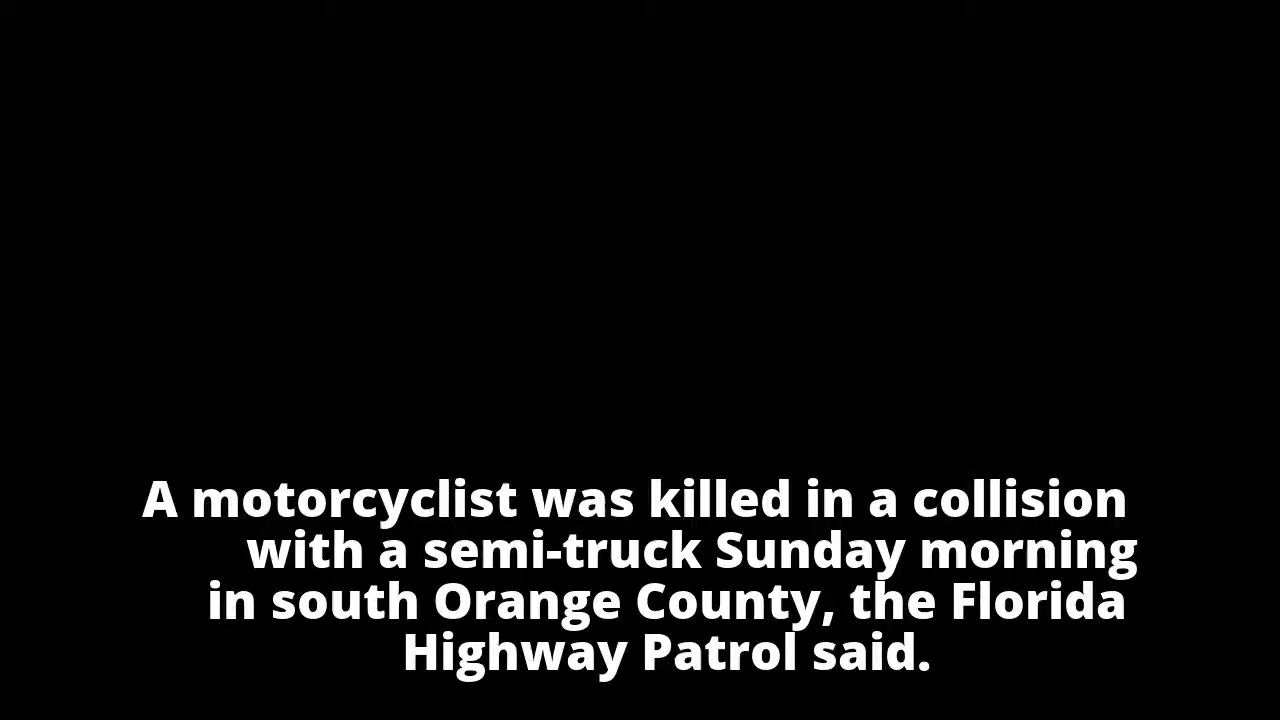 A motorcyclist was killed in a collision
with a semi-truck Sunday morning
in south Orange County, the Florida
Highway Patrol said.